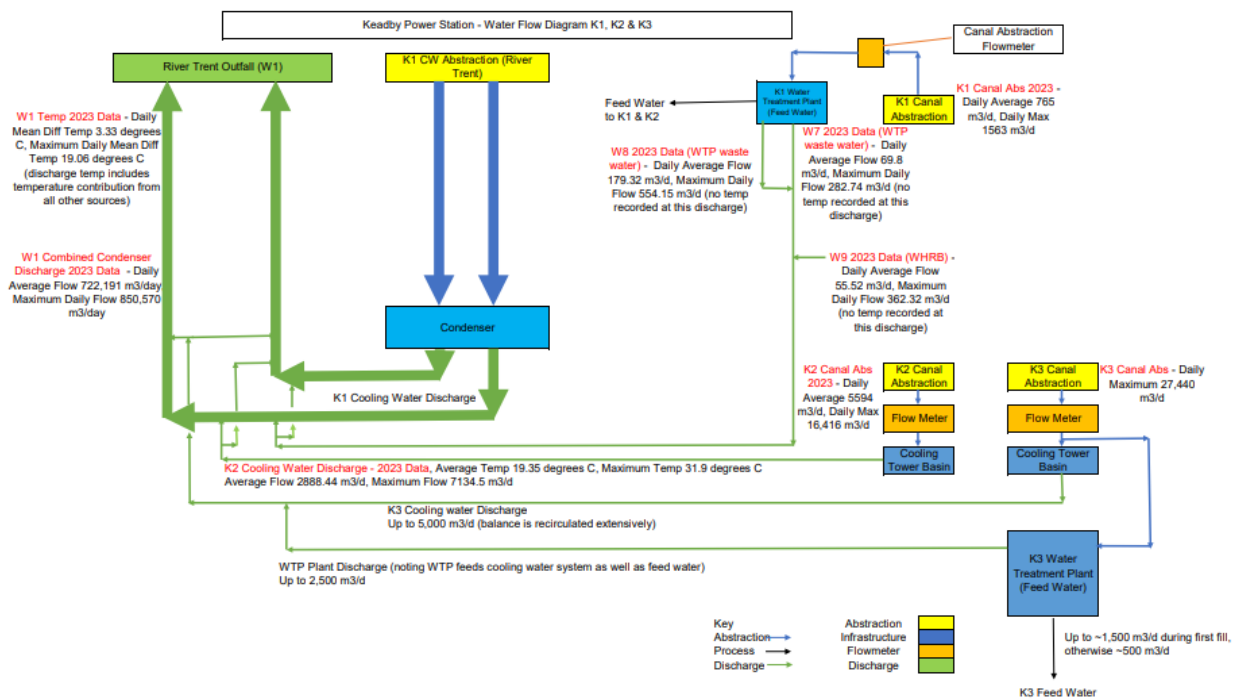 Keadby Power Station - Water Flow Diagram K1, K2 & K3
Canal Abstraction
Flowmeter
River Trent Outfall (W1)
K1 CW Abstraction (River
Trent)
K1 Water
Treatment Plant
(Feed Water)
K1 Canal
Abstraction
K1 Canal Abs 2023 -
Daily Average 765
m3/d, Daily Max
1563 m3/d
Feed Water
to K1 & K2
W1 Temp 2023 Data - Daily
Mean Diff Temp 3.33 degrees
C, Maximum Daily Mean Diff
Temp 19.06 degrees C
(discharge temp includes
temperature contribution from
all other sources)
W8 2023 Data (WTP waste
water) - Daily Average Flow
179.32 m3/d, Maximum Daily
Flow 554.15 m3/d (no temp
recorded at this discharge)
W7 2023 Data (WTP
waste water) - Daily
Average Flow 69.8
m3/d, Maximum Daily
Flow 282.74 m3/d (no
temp recorded at this
discharge)
W1 Combined Condenser
Discharge 2023 Data - Daily
Average Flow 722,191 m3/day
Maximum Daily Flow 850,570
m3/day
W9 2023 Data (WHRB) -
Daily Average Flow
55.52 m3/d, Maximum
Daily Flow 362.32 m3/d
(no temp recorded at
this discharge)
Condenser
K1 Cooling Water Discharge
K2 Canal Abs
2023 - Daily
Average 5594
m3/d, Daily Max
16,416 m3/d
K2 Canal
Abstraction
Flow Meter
Cooling
Tower Basin
K3 Canal
Abstraction
Flow Meter
Cooling Tower
Basin
K3 Canal Abs - Daily
Maximum 27,440
m3/d
K2 Cooling Water Discharge - 2023 Data, Average Temp 19.35 degrees C, Maximum Temp 31.9 degrees C
Average Flow 2888.44 m3/d, Maximum Flow 7134.5 m3/d
K3 Cooling water Discharge
Up to 5,000 m3/d (balance is recirculated extensively)
WTP Plant Discharge (noting WTP feeds cooling water system as well as feed water)
Up to 2,500 m3/d
K3 Water
Treatment Plant
(Feed Water)
Key
Abstraction
Process
Discharge
Abstraction
Infrastructure
Flowmeter
Discharge
Up to ~1,500 m3/d during first fill,
otherwise ~500 m3/d
K3 Feed Water